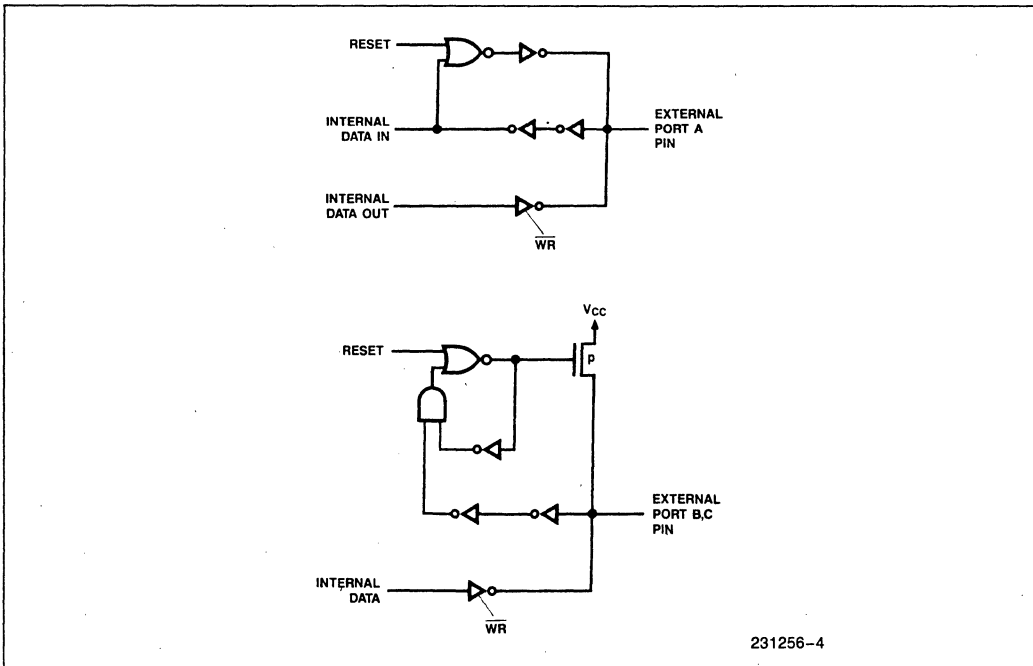 RESET
INTERNAL
DATA IN
EXTERNAL
PORT A
PIN
INTERNAL
DATA OUT
WR
VCC
RESET
P
EXTERNAL
PORT B,C
PIN
INTERNAL
DATA
WR
231256-4